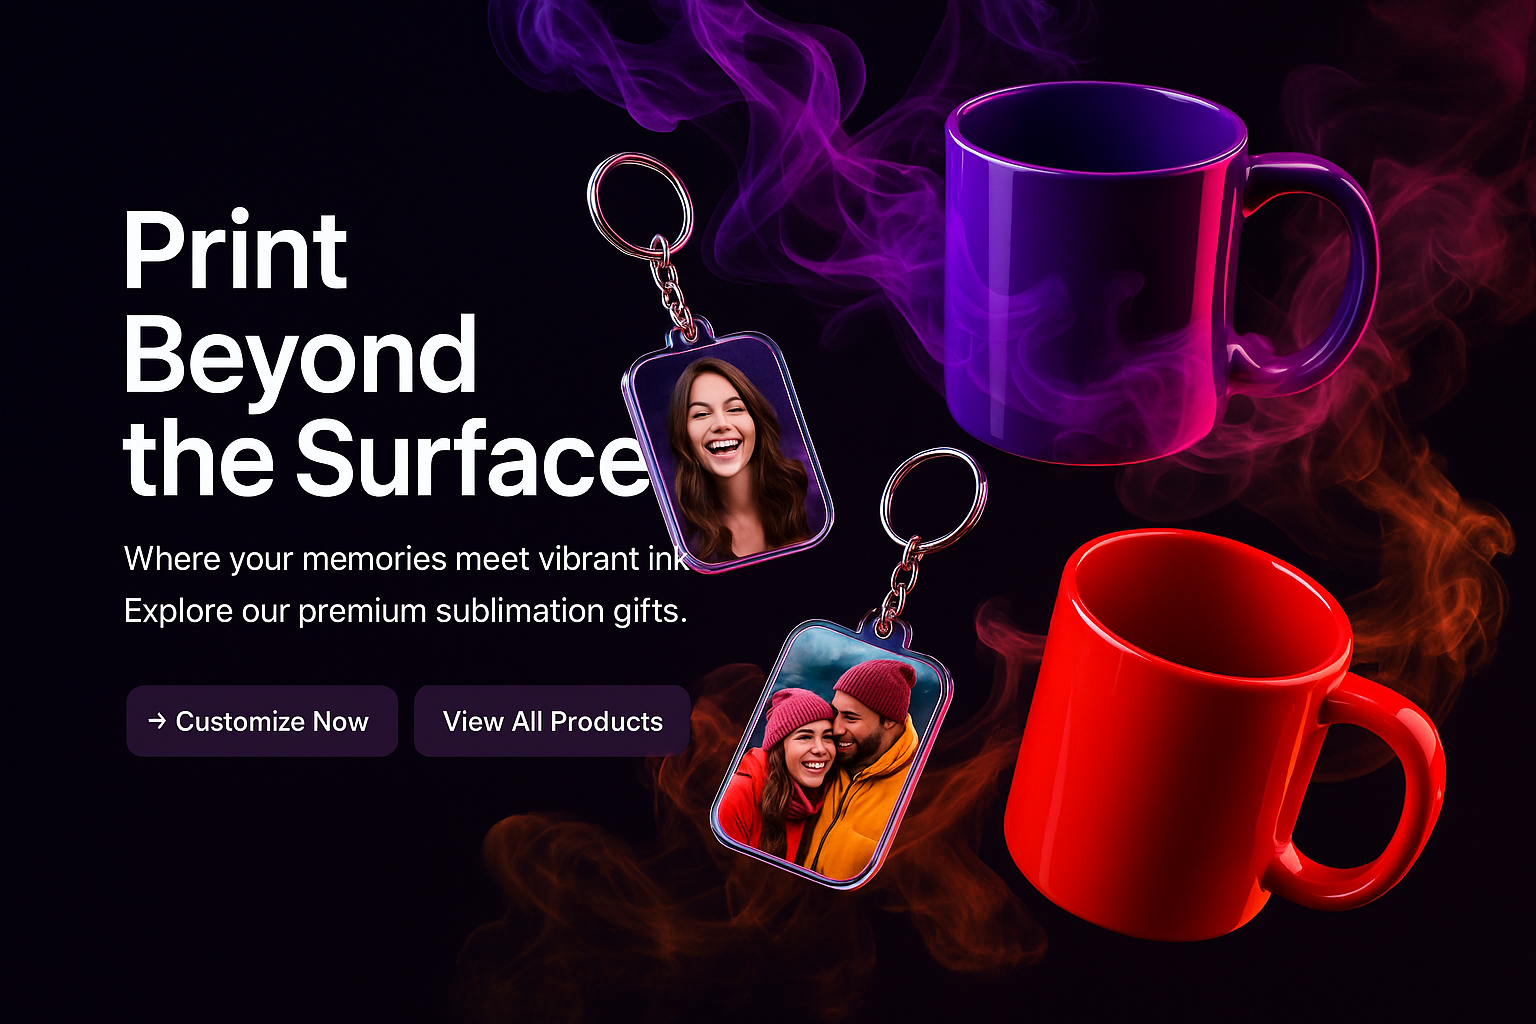 Print
Beyond
the Surface
Where your memories meet vibrant ink
Explore our premium sublimation gifts.
→ Customize Now
View All Products